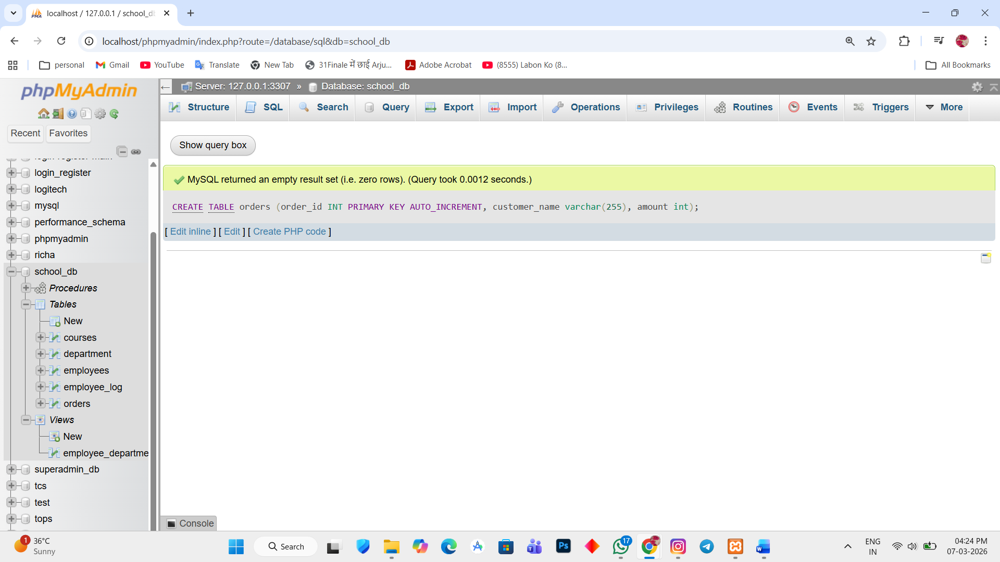 localhost / 127.0.0.1 / school_db
localhost/phpmyadmin/index.php?route=/database/sql&db=school_db
personal
Gmail
YouTube
Translate
New Tab
31Finale में छाई Arju...
Adobe Acrobat
(8555) Labon Ko (8...
All Bookmarks
phpMyAdmin
Server: 127.0.0.1:3307 » Database: school_db
Structure
SQL
Search
Query
Export
Import
Operations
Privileges
Routines
Events
Triggers
More
Recent
Favorites
login_register
logitech
mysql
performance_schema
phpmyadmin
richa
school_db
Procedures
Tables
New
courses
department
employees
employee_log
orders
Views
New
employee_departme
superadmin_db
tcs
test
tops
Show query box
MySQL returned an empty result set (i.e. zero rows). (Query took 0.0012 seconds.)
CREATE TABLE orders (order_id INT PRIMARY KEY AUTO_INCREMENT, customer_name varchar(255), amount int);
[ Edit inline ] [ Edit ] [ Create PHP code ]
Console
1
36°C
Sunny
Search
Ps
17
ENG
IN
04:24 PM
07-03-2026